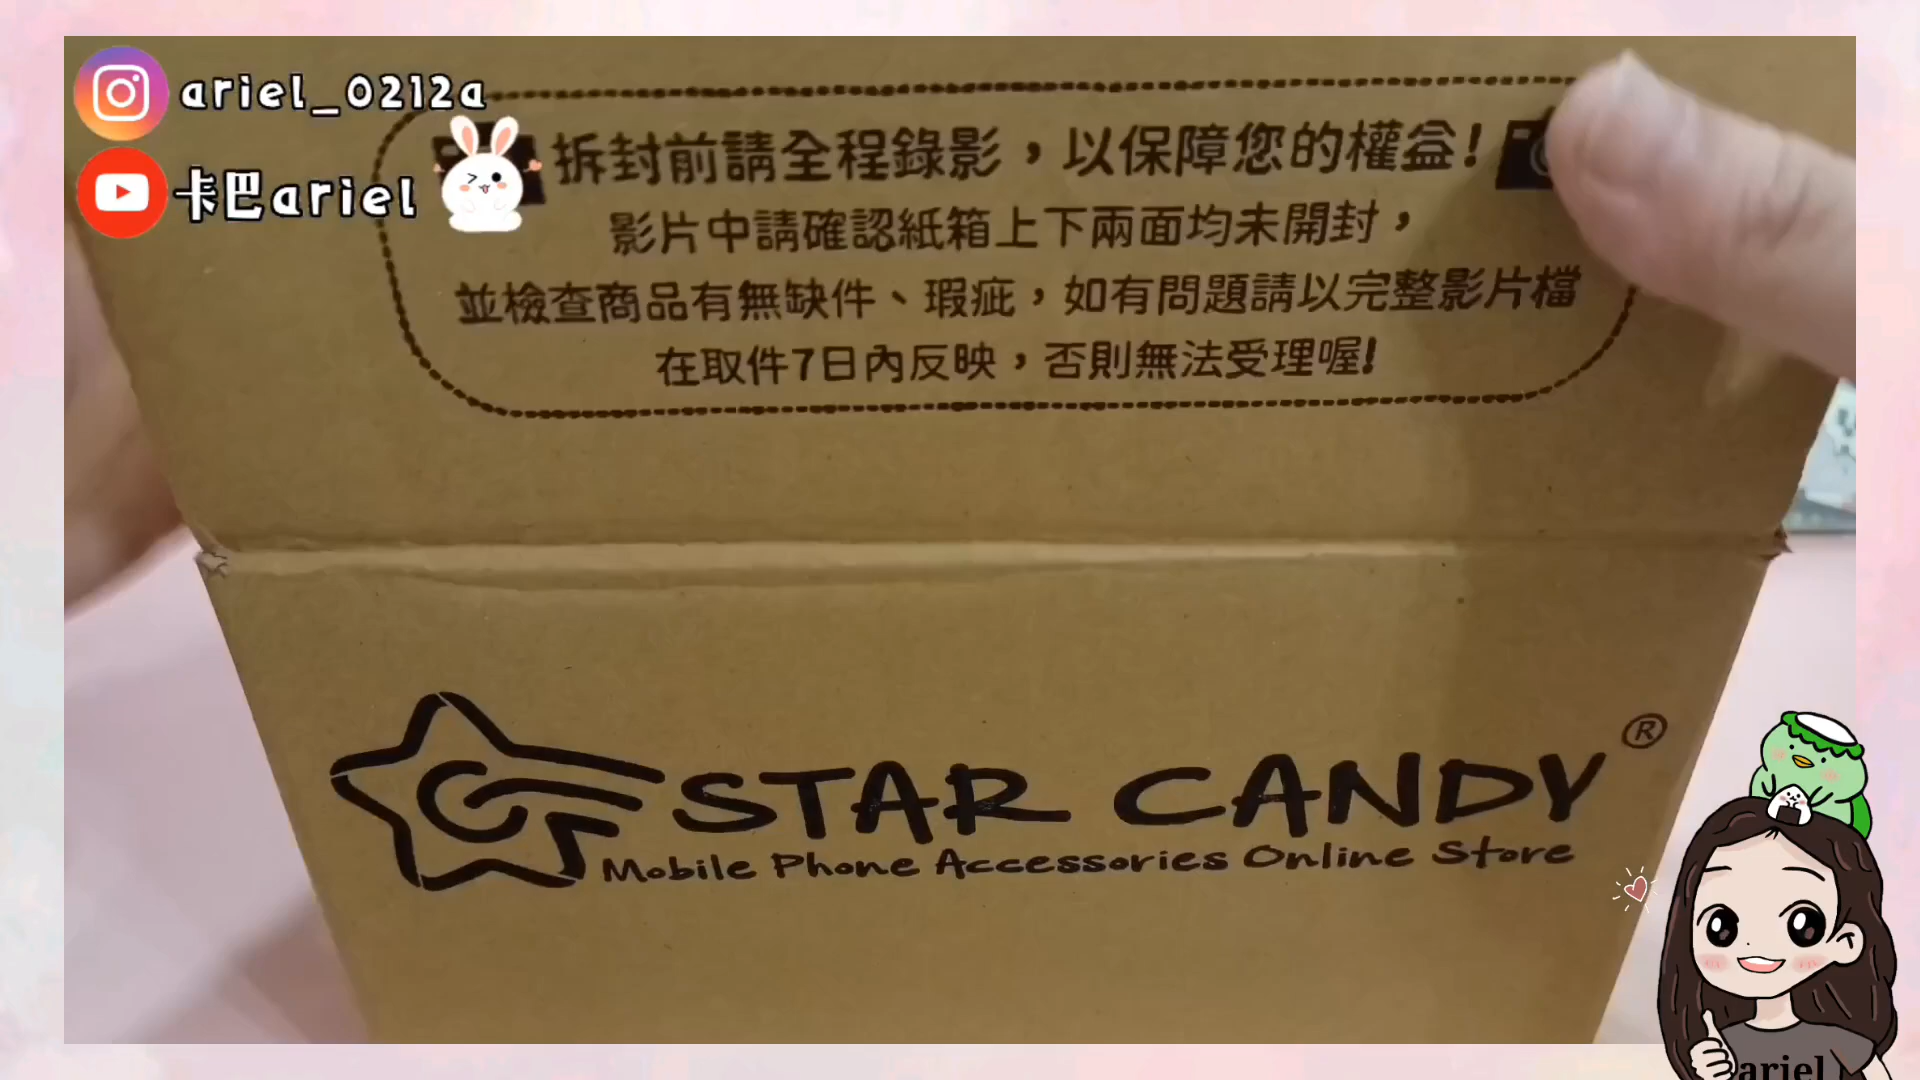 ariel_0212a
卡巴ariel
拆封前請全程錄影，以保障您的權益!
影片中請確認紙箱上下兩面均未開封，
並檢查商品有無缺件、瑕疵，如有問題請以完整影片檔
在取件7日內反映，否則無法受理喔!
STAR CANDY®
Mobile Phone Accessories Online Store
ariel